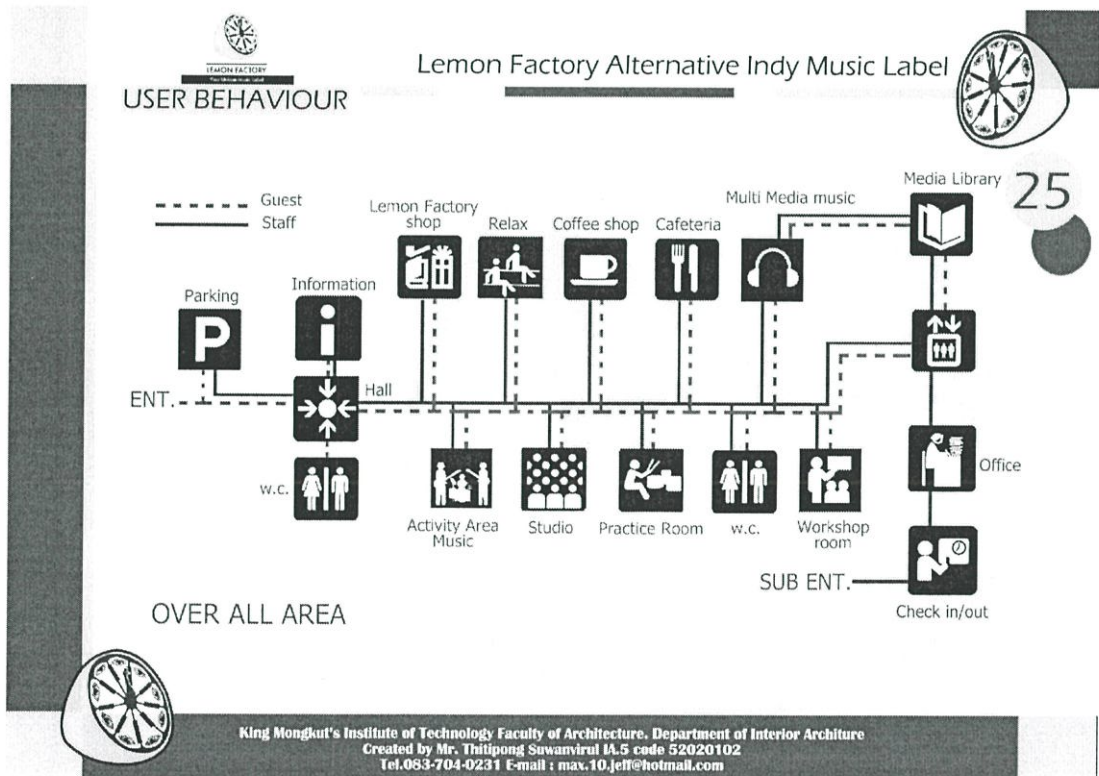 LEMON FACTORY
USER BEHAVIOUR
Lemon Factory Alternative Indy Music Label
25
Guest
Staff
Lemon Factory
shop
Relax
Coffee shop
Cafeteria
Multi Media music
Media Library
Parking
P
Information
i
ENT.
Hall
w.c.
Activity Area
Music
Studio
Practice Room
w.c.
Workshop
room
Office
SUB ENT.
Check in/out
OVER ALL AREA
King Mongkut's Institute of Technology Faculty of Architecture, Department of Interior Architure
Created by Mr. Thitipong Suwanvirul IA.5 code 52020102
Tel.083-704-0231 E-mail : max.10.jeff@hotmail.com